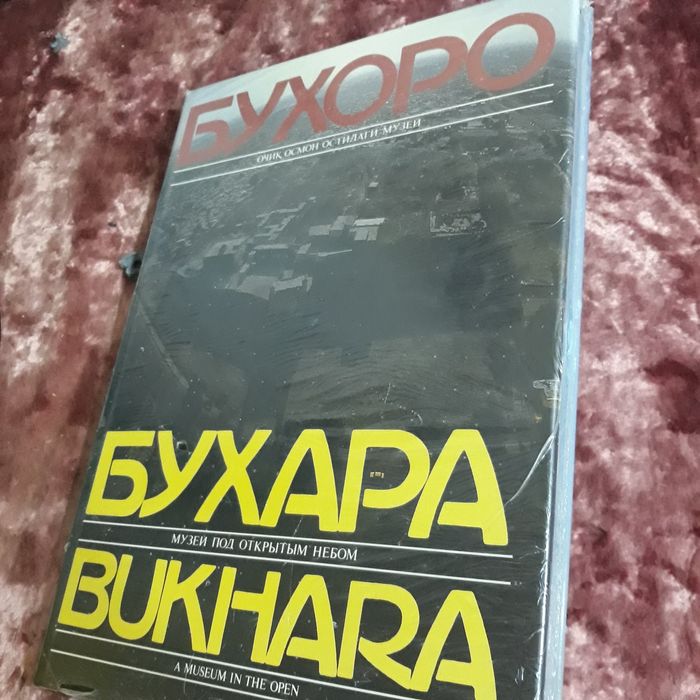 БУХОРО
ОЧИҚ ОСМОН ОСТИДАГИ МУЗЕЙ
БУХАРА
МУЗЕЙ ПОД ОТКРЫТЫМ НЕБОМ
BUKHARA
A MUSEUM IN THE OPEN